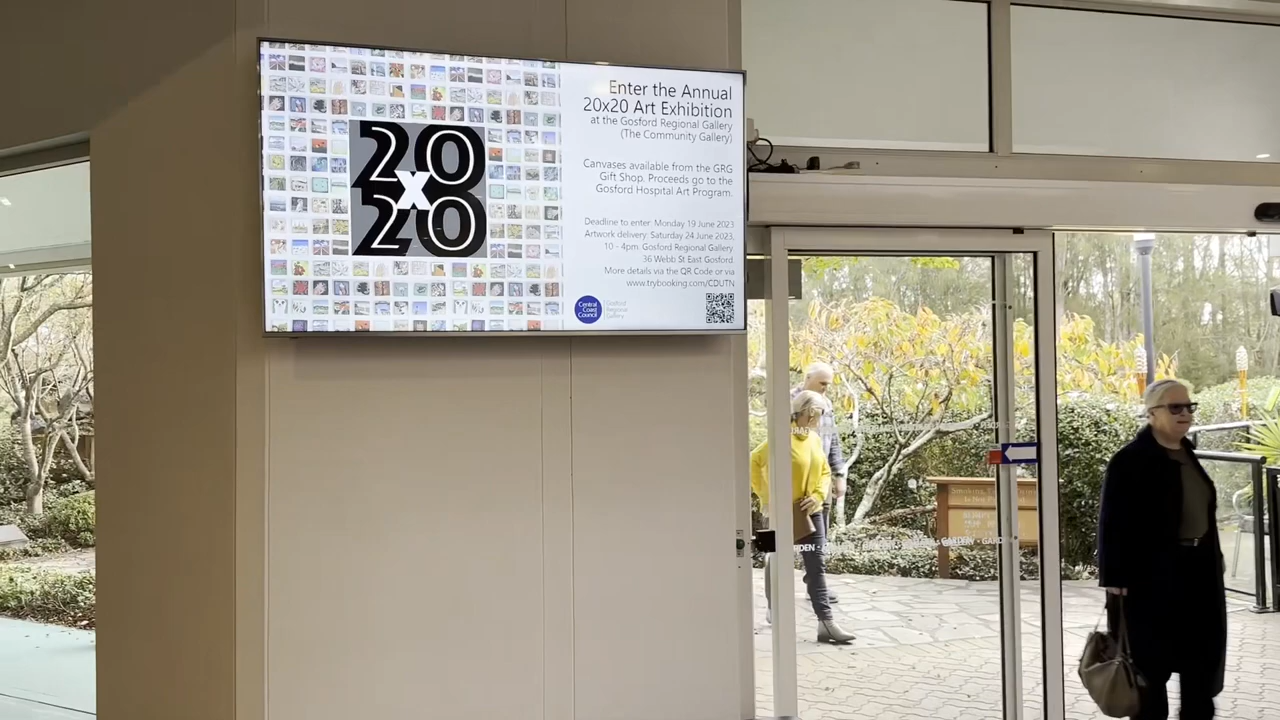 20
x
20
Enter the Annual
20x20 Art Exhibition
at the Gosford Regional Gallery
(The Community Gallery)
Canvases available from the GRG
Gift Shop. Proceeds go to the
Gosford Hospital Art Program.
Deadline to enter: Monday 19 June 2023
Artwork delivery: Saturday 24 June 2023,
10 - 4pm. Gosford Regional Gallery
36 Webb St East Gosford.
More details via the QR Code or via
www.trybooking.com/CDUTN
Central
Coast
Council
Gosford
Regional
Gallery
Smoking